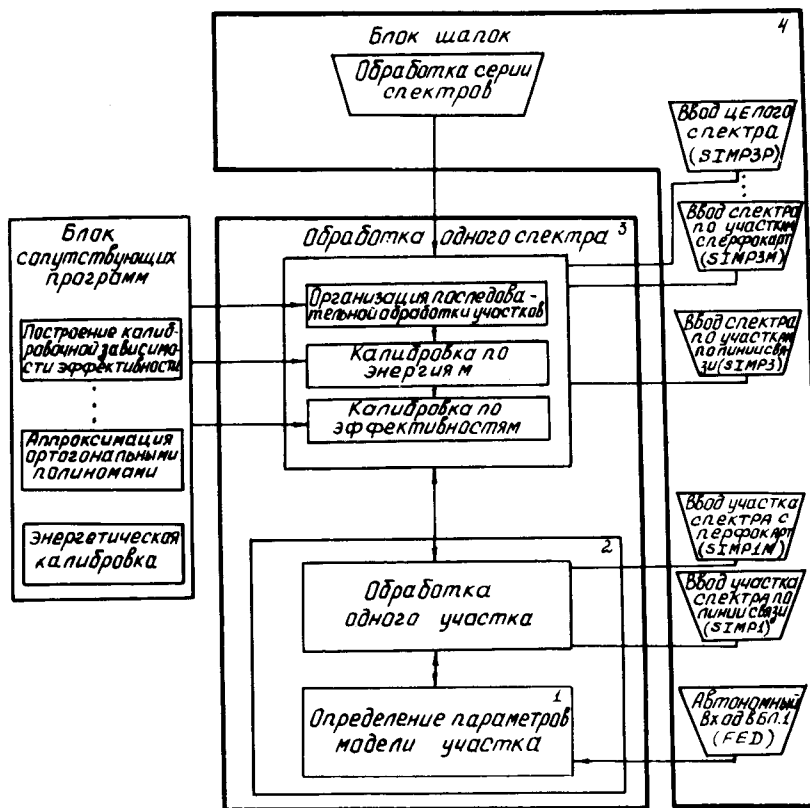 4
Блок шапок
Обработка серии
спектров
Ввод целого
спектра
(SIMP3P)
Ввод спектра
по участкам
с перфокарт
(SIMP3M)
Ввод спектра
по участкам
по линии свя-
зи (SIMP3)
Блок
сопутствующих
программ
Построение калиб-
ровочной зависимо-
сти эффективности
Аппроксимация
ортогональными
полиномами
Энергетическая
калибровка
Обработка одного спектра 3
Организация последова-
тельной обработки участков
Калибровка по
энергиям
Калибровка по
эффективностям
2
Обработка
одного участка
1
Определение параметров
модели участка
Ввод участка
спектра с
перфокарт
(SIMP1M)
Ввод участка
спектра по
линии связи
(SIMP1)
Автономный
вход в бл.1
(FED)